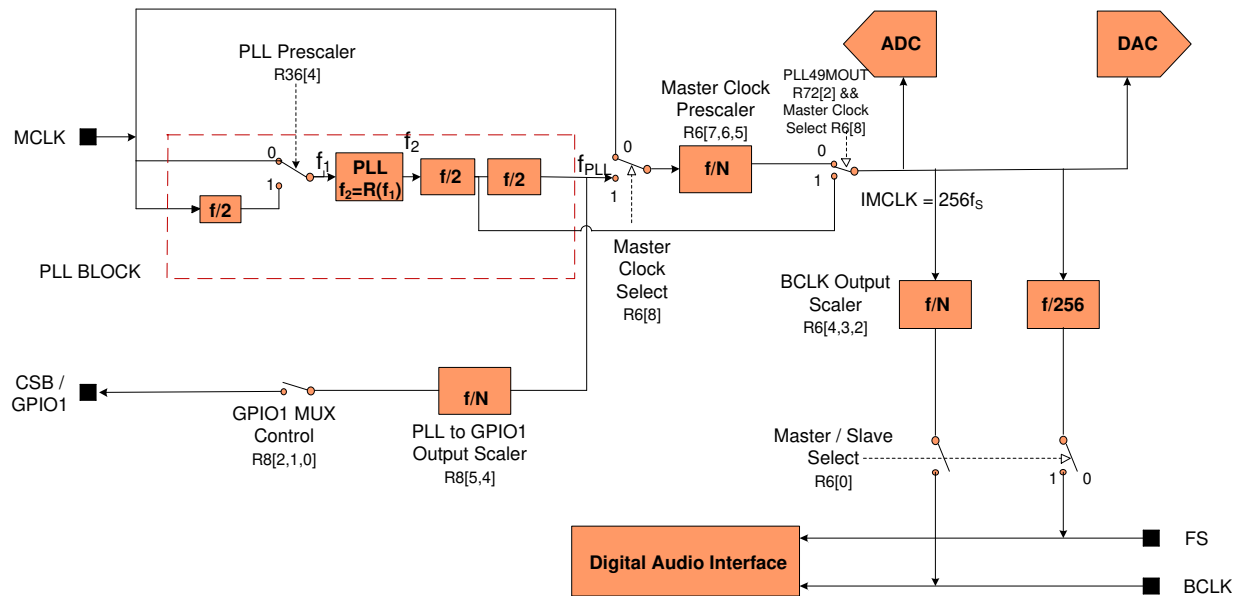 ADC
DAC
PLL Prescaler
R36[4]
PLL49MOUT
R72[2] &&
Master Clock
Select R6[8]
Master Clock
Prescaler
R6[7,6,5]
MCLK
0
1
f1
PLL
f2=R(f1)
f2
f/2
f/2
f/2
fPLL
0
1
f/N
0
1
IMCLK = 256fS
PLL BLOCK
Master
Clock
Select
R6[8]
BCLK Output
Scaler
R6[4,3,2]
f/N
f/256
CSB /
GPIO1
GPIO1 MUX
Control
R8[2,1,0]
f/N
PLL to GPIO1
Output Scaler
R8[5,4]
Master / Slave
Select
R6[0]
1
0
Digital Audio Interface
FS
BCLK